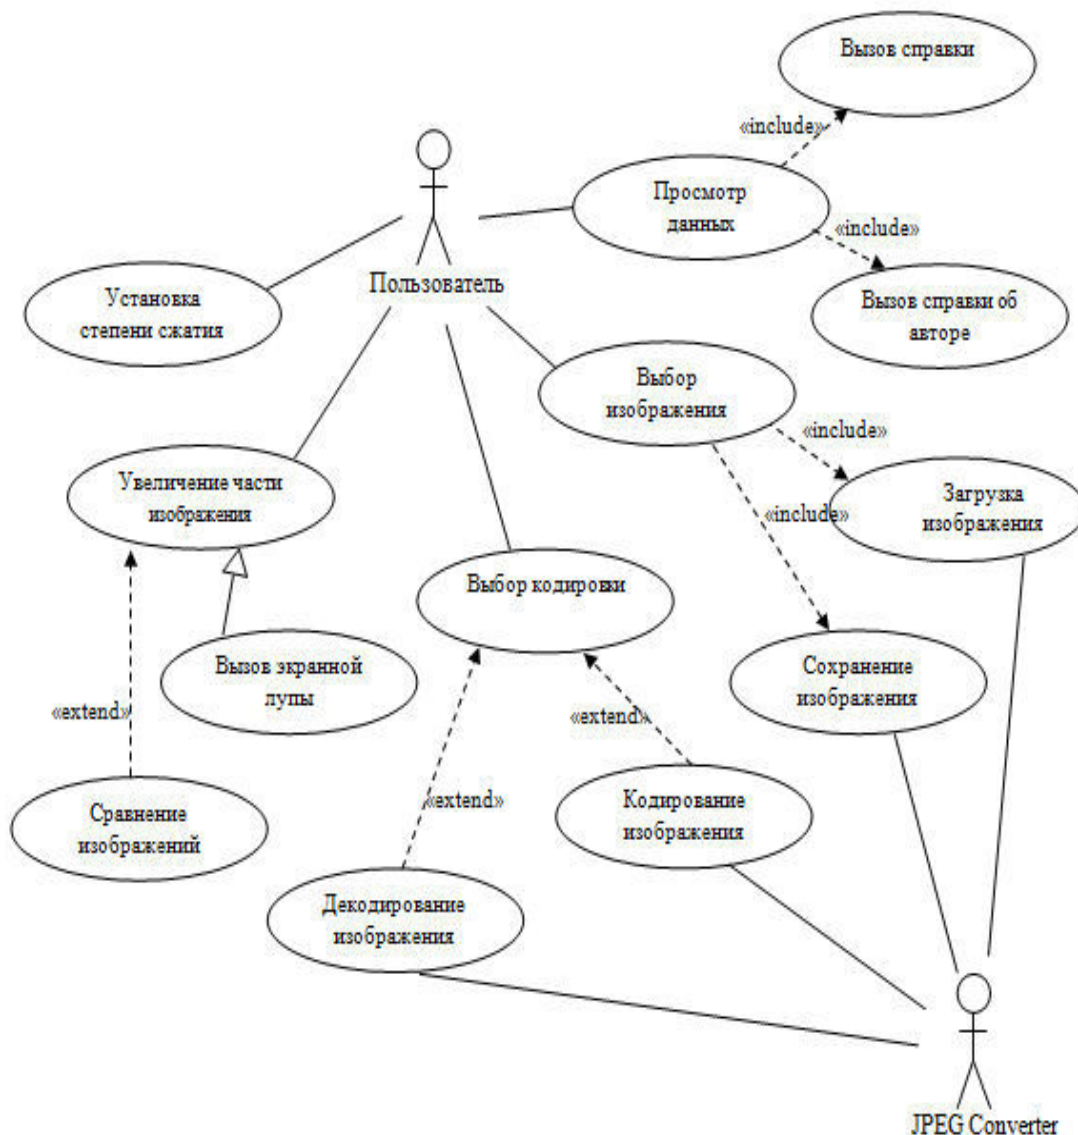 Вызов справки
«include»
Просмотр
данных
«include»
Пользователь
Установка
степени сжатия
Вызов справки об
авторе
Выбор
изображения
«include»
Увеличение части
изображения
Загрузка
изображения
«include»
Выбор кодировки
Вызов экранной
лупы
Сохранение
изображения
«extend»
«extend»
Сравнение
изображений
«extend»
Кодирование
изображения
Декодирование
изображения
JPEG Converter